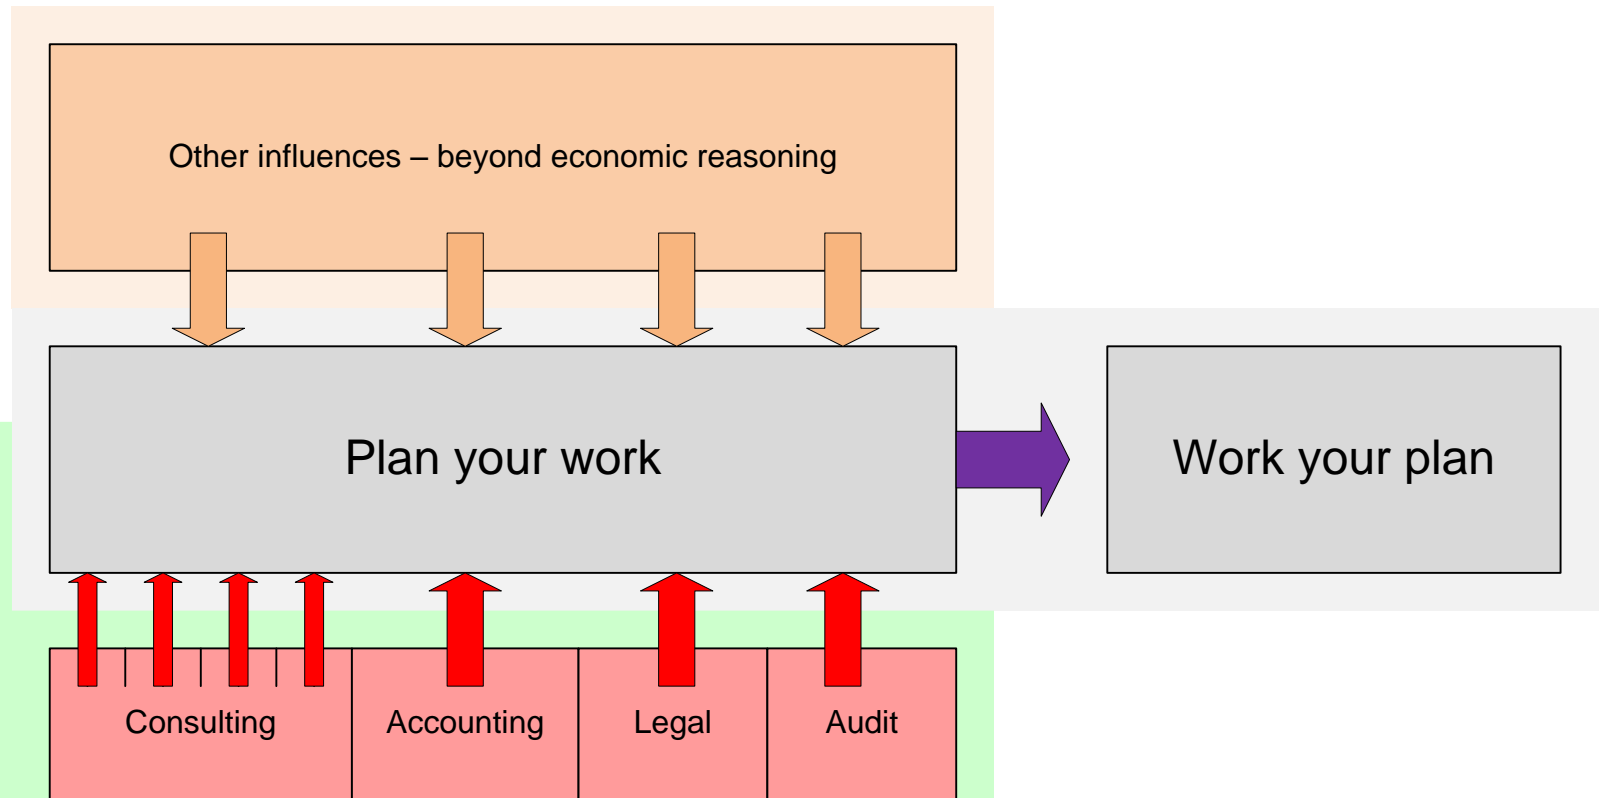 Other influences – beyond economic reasoning
Plan your work
Work your plan
Consulting
Accounting
Legal
Audit